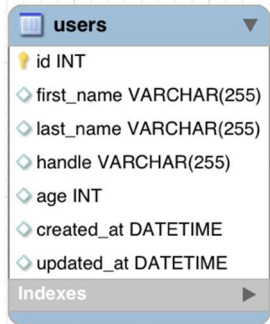 users
id INT
first_name VARCHAR(255)
last_name VARCHAR(255)
handle VARCHAR(255)
age INT
created_at DATETIME
updated_at DATETIME
Indexes